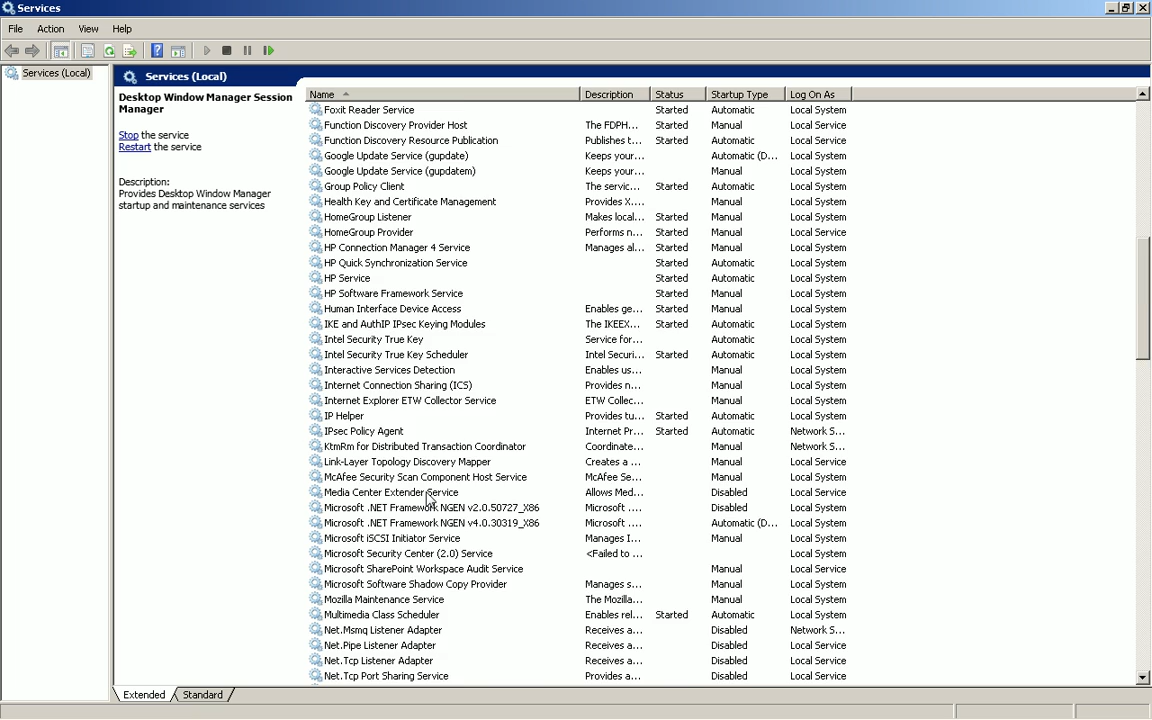 Services
File Action View Help
Services (Local)
Services (Local)
Desktop Window Manager Session
Manager
Stop the service
Restart the service
Description:
Provides Desktop Window Manager
startup and maintenance services
Name Description Status Startup Type Log On As
Foxit Reader Service Started Automatic Local System
Function Discovery Provider Host The FDPH... Started Manual Local Service
Function Discovery Resource Publication Publishes t... Started Automatic Local Service
Google Update Service (gupdate) Keeps your... Automatic (D... Local System
Google Update Service (gupdatem) Keeps your... Manual Local System
Group Policy Client The servic... Started Automatic Local System
Health Key and Certificate Management Provides X.... Manual Local System
HomeGroup Listener Makes local... Started Manual Local System
HomeGroup Provider Performs n... Started Manual Local Service
HP Connection Manager 4 Service Manages al... Started Manual Local System
HP Quick Synchronization Service Started Automatic Local System
HP Service Started Automatic Local System
HP Software Framework Service Started Manual Local System
Human Interface Device Access Enables ge... Started Manual Local System
IKE and AuthIP IPsec Keying Modules The IKEEX... Started Automatic Local System
Intel Security True Key Service for... Automatic Local System
Intel Security True Key Scheduler Intel Securi... Started Automatic Local System
Interactive Services Detection Enables us... Manual Local System
Internet Connection Sharing (ICS) Provides n... Manual Local System
Internet Explorer ETW Collector Service ETW Collec... Manual Local System
IP Helper Provides tu... Started Automatic Local System
IPsec Policy Agent Internet Pr... Started Automatic Network S...
KtmRm for Distributed Transaction Coordinator Coordinate... Manual Network S...
Link-Layer Topology Discovery Mapper Creates a ... Manual Local Service
McAfee Security Scan Component Host Service McAfee Se... Manual Local System
Media Center Extender Service Allows Med... Disabled Local Service
Microsoft .NET Framework NGEN v2.0.50727_X86 Microsoft .... Disabled Local System
Microsoft .NET Framework NGEN v4.0.30319_X86 Microsoft .... Automatic (D... Local System
Microsoft iSCSI Initiator Service Manages I... Manual Local System
Microsoft Security Center (2.0) Service <Failed to ... Local System
Microsoft SharePoint Workspace Audit Service Manual Local Service
Microsoft Software Shadow Copy Provider Manages s... Manual Local System
Mozilla Maintenance Service The Mozilla... Manual Local System
Multimedia Class Scheduler Enables rel... Started Automatic Local System
Net.Msmq Listener Adapter Receives a... Disabled Network S...
Net.Pipe Listener Adapter Receives a... Disabled Local Service
Net.Tcp Listener Adapter Receives a... Disabled Local Service
Net.Tcp Port Sharing Service Provides a... Disabled Local Service
Extended Standard